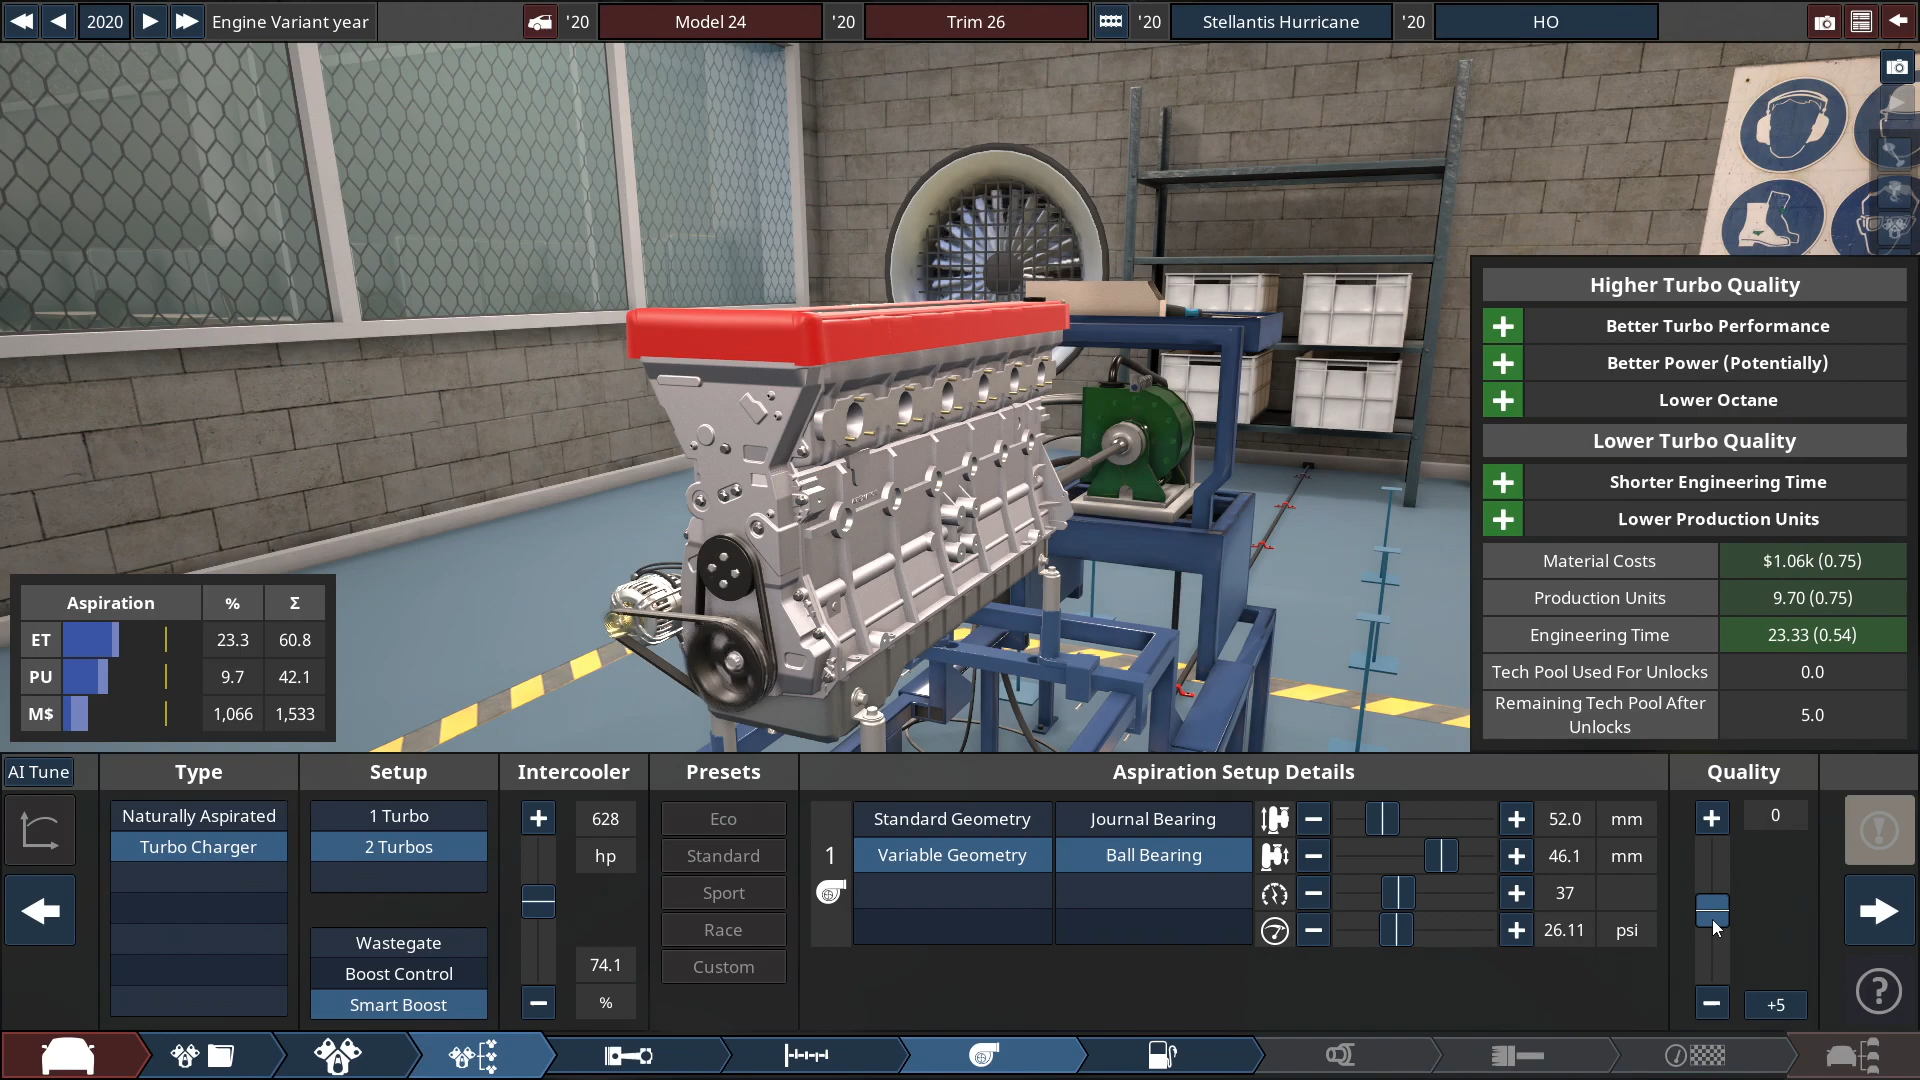 2020 Engine Variant year '20 Model 24 '20 Trim 26 '20 Stellantis Hurricane '20 HO
Higher Turbo Quality
Better Turbo Performance
Better Power (Potentially)
Lower Octane
Lower Turbo Quality
Shorter Engineering Time
Lower Production Units
Material Costs $1.06k (0.75)
Production Units 9.70 (0.75)
Engineering Time 23.33 (0.54)
Tech Pool Used For Unlocks 0.0
Remaining Tech Pool After
Unlocks 5.0
Aspiration % Σ
ET 23.3 60.8
PU 9.7 42.1
M$ 1,066 1,533
AI Tune
Type
Naturally Aspirated
Turbo Charger
Setup
1 Turbo
2 Turbos
Wastegate
Boost Control
Smart Boost
Intercooler
628
hp
74.1
%
Presets
Eco
Standard
Sport
Race
Custom
Aspiration Setup Details
1
Standard Geometry
Variable Geometry
Journal Bearing
Ball Bearing
52.0 mm
46.1 mm
37
26.11 psi
Quality
0
+5